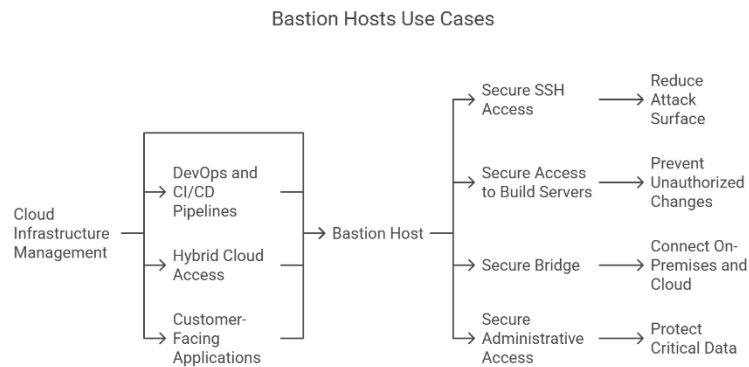 Bastion Hosts Use Cases
Cloud
Infrastructure
Management
DevOps and
CI/CD
Pipelines
Hybrid Cloud
Access
Customer-
Facing
Applications
Bastion Host
Secure SSH
Access
Reduce
Attack
Surface
Secure Access
to Build Servers
Prevent
Unauthorized
Changes
Secure Bridge
Connect On-
Premises and
Cloud
Secure
Administrative
Access
Protect
Critical Data